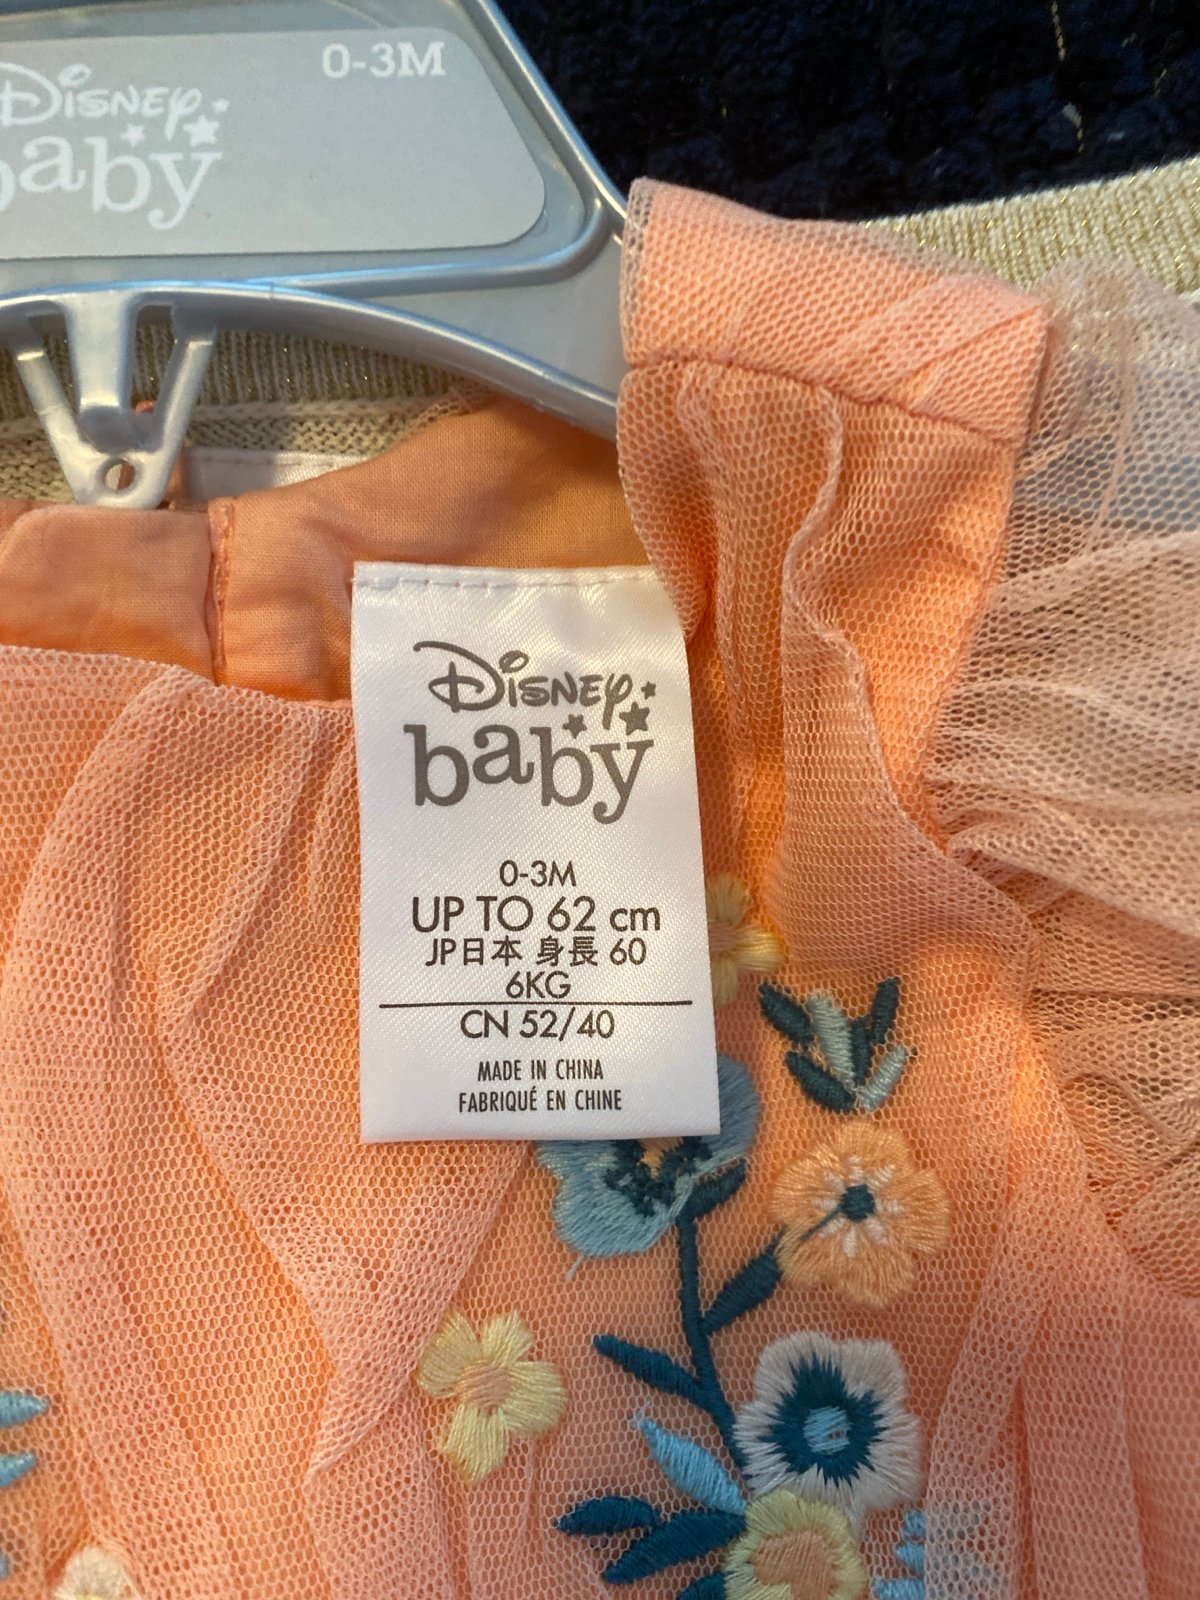 0-3M
Disney
baby
Disney
baby
0-3M
UP TO 62 cm
JP日本 身長 60
6KG
CN 52/40
MADE IN CHINA
FABRIQUÉ EN CHINE